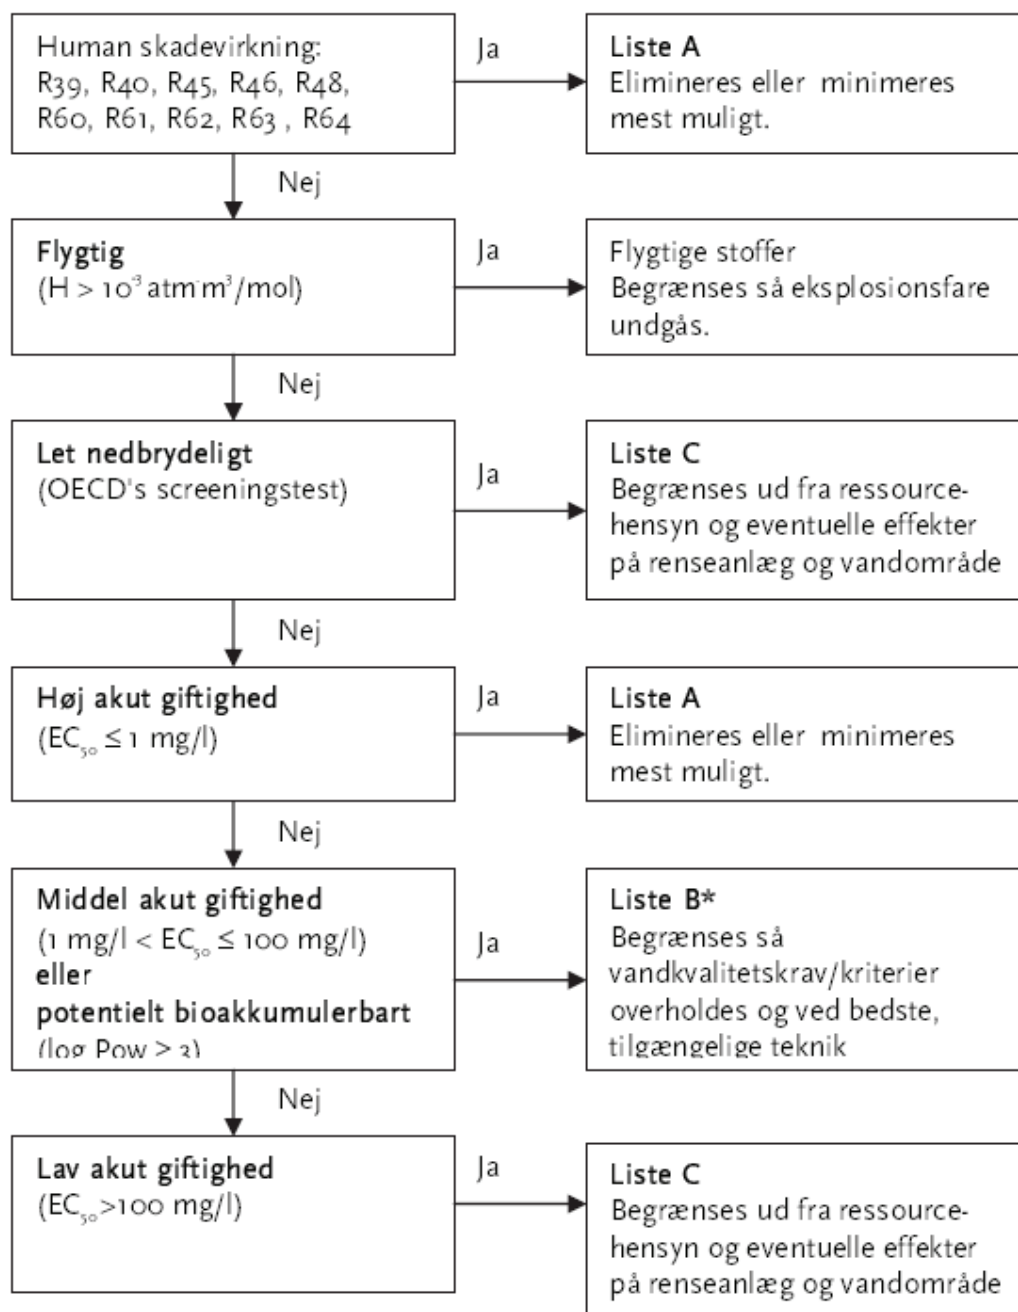 Human skadevirkning:
R39, R40, R45, R46, R48,
R60, R61, R62, R63 , R64
Ja
Liste A
Elimineres eller minimeres
mest muligt.
Nej
Flygtig
(H > 10⁻³ atm·m³/mol)
Ja
Flygtige stoffer
Begrænses så eksplosionsfare
undgås.
Nej
Let nedbrydeligt
(OECD's screeningstest)
Ja
Liste C
Begrænses ud fra ressource-
hensyn og eventuelle effekter
på renseanlæg og vandområde
Nej
Høj akut giftighed
(EC₅₀ ≤ 1 mg/l)
Ja
Liste A
Elimineres eller minimeres
mest muligt.
Nej
Middel akut giftighed
(1 mg/l < EC₅₀ ≤ 100 mg/l)
eller
potentielt bioakkumulerbart
(log Pow ≥ 3)
Ja
Liste B*
Begrænses så
vandkvalitetskrav/kriterier
overholdes og ved bedste,
tilgængelige teknik
Nej
Lav akut giftighed
(EC₅₀>100 mg/l)
Ja
Liste C
Begrænses ud fra ressource-
hensyn og eventuelle effekter
på renseanlæg og vandområde